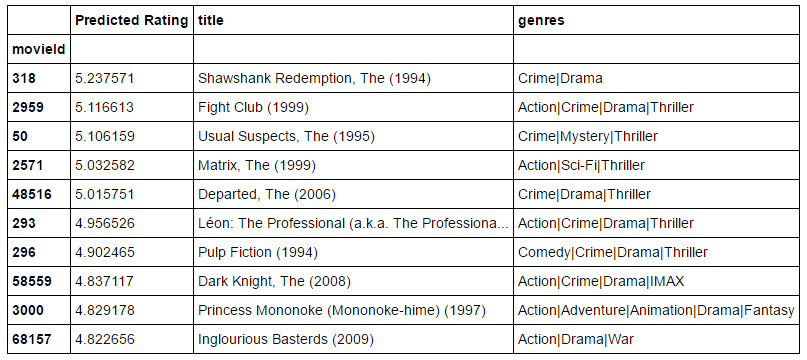 Predicted Rating title genres
movieId
318 5.237571 Shawshank Redemption, The (1994) Crime|Drama
2959 5.116613 Fight Club (1999) Action|Crime|Drama|Thriller
50 5.106159 Usual Suspects, The (1995) Crime|Mystery|Thriller
2571 5.032582 Matrix, The (1999) Action|Sci-Fi|Thriller
48516 5.015751 Departed, The (2006) Crime|Drama|Thriller
293 4.956526 Léon: The Professional (a.k.a. The Professiona... Action|Crime|Drama|Thriller
296 4.902465 Pulp Fiction (1994) Comedy|Crime|Drama|Thriller
58559 4.837117 Dark Knight, The (2008) Action|Crime|Drama|IMAX
3000 4.829178 Princess Mononoke (Mononoke-hime) (1997) Action|Adventure|Animation|Drama|Fantasy
68157 4.822656 Inglourious Basterds (2009) Action|Drama|War